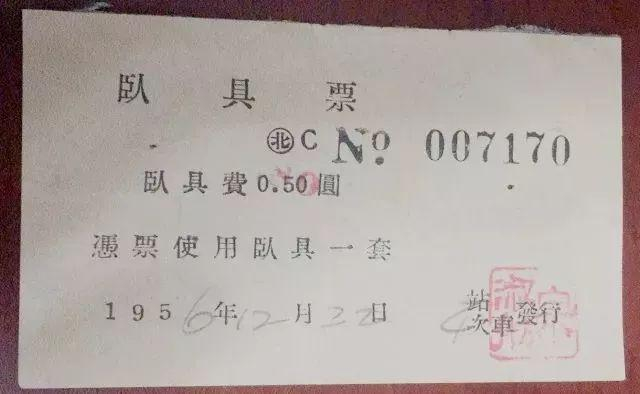 臥具票
㊗北C No. 007170
臥具費0.50圓
憑票使用臥具一套
1956年12月22日 4站次車發行